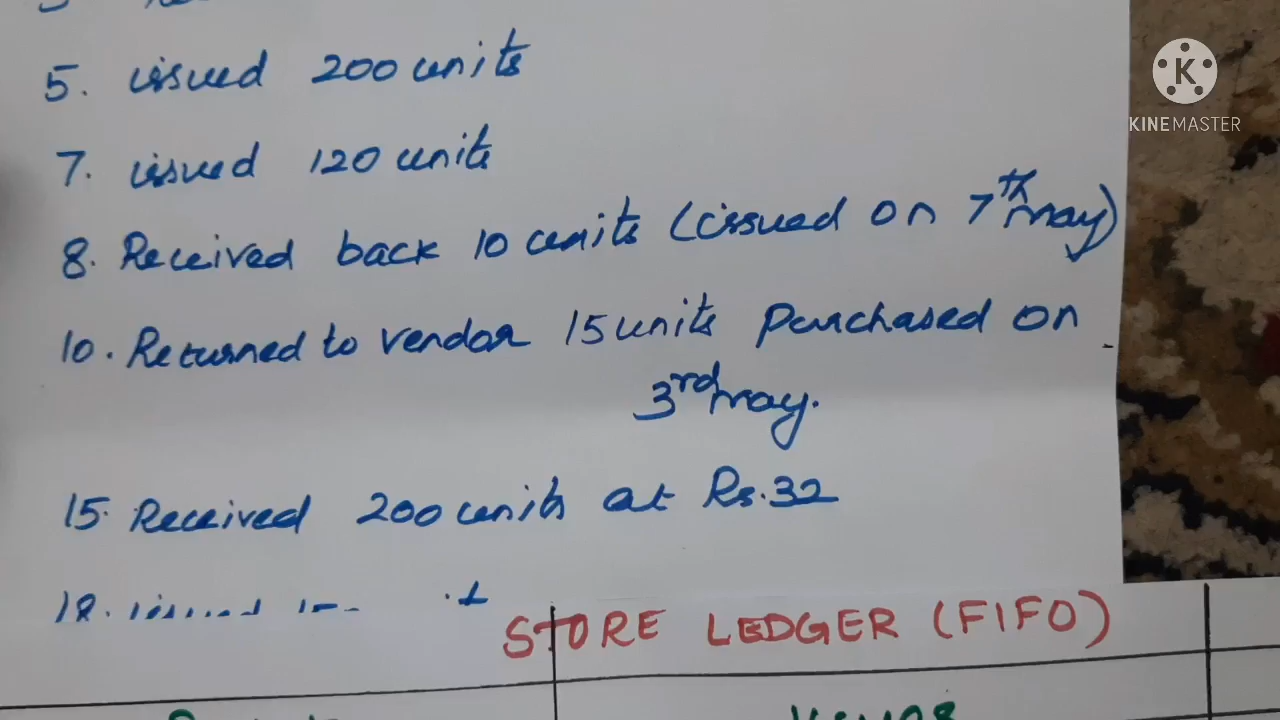 5. issued 200 units
7. issued 120 units
8. Received back 10 units (issued on 7th may)
10. Returned to vendor 15 units purchased on
3rd may.
15. Received 200 units at Rs.32
18. issued
STORE LEDGER (FIFO)
K
KINEMASTER